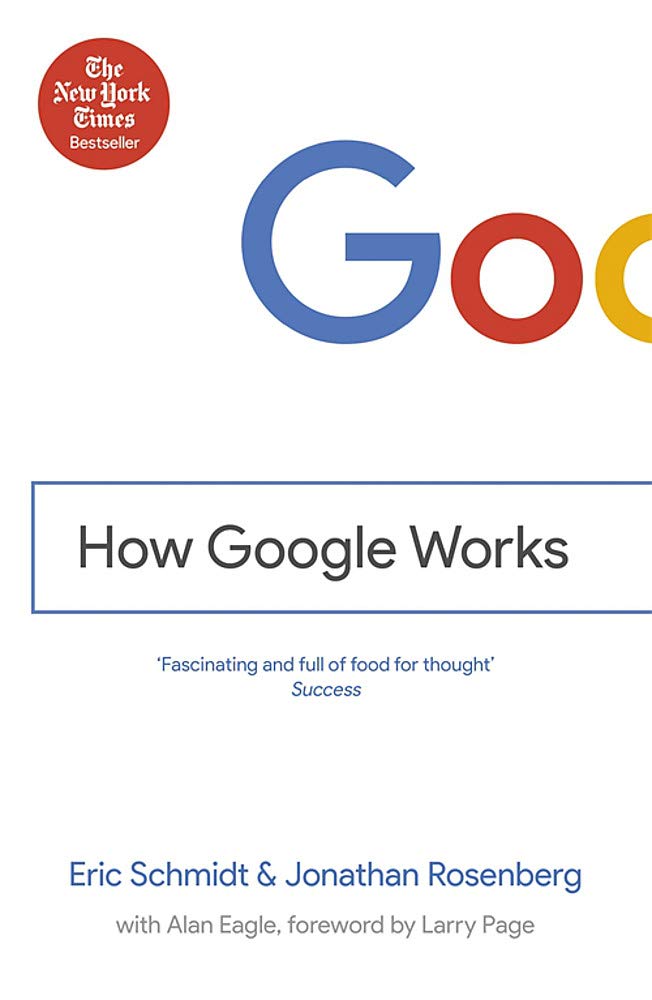 The
New York
Times
Bestseller
Goo
How Google Works
‘Fascinating and full of food for thought’
Success
Eric Schmidt & Jonathan Rosenberg
with Alan Eagle, foreword by Larry Page